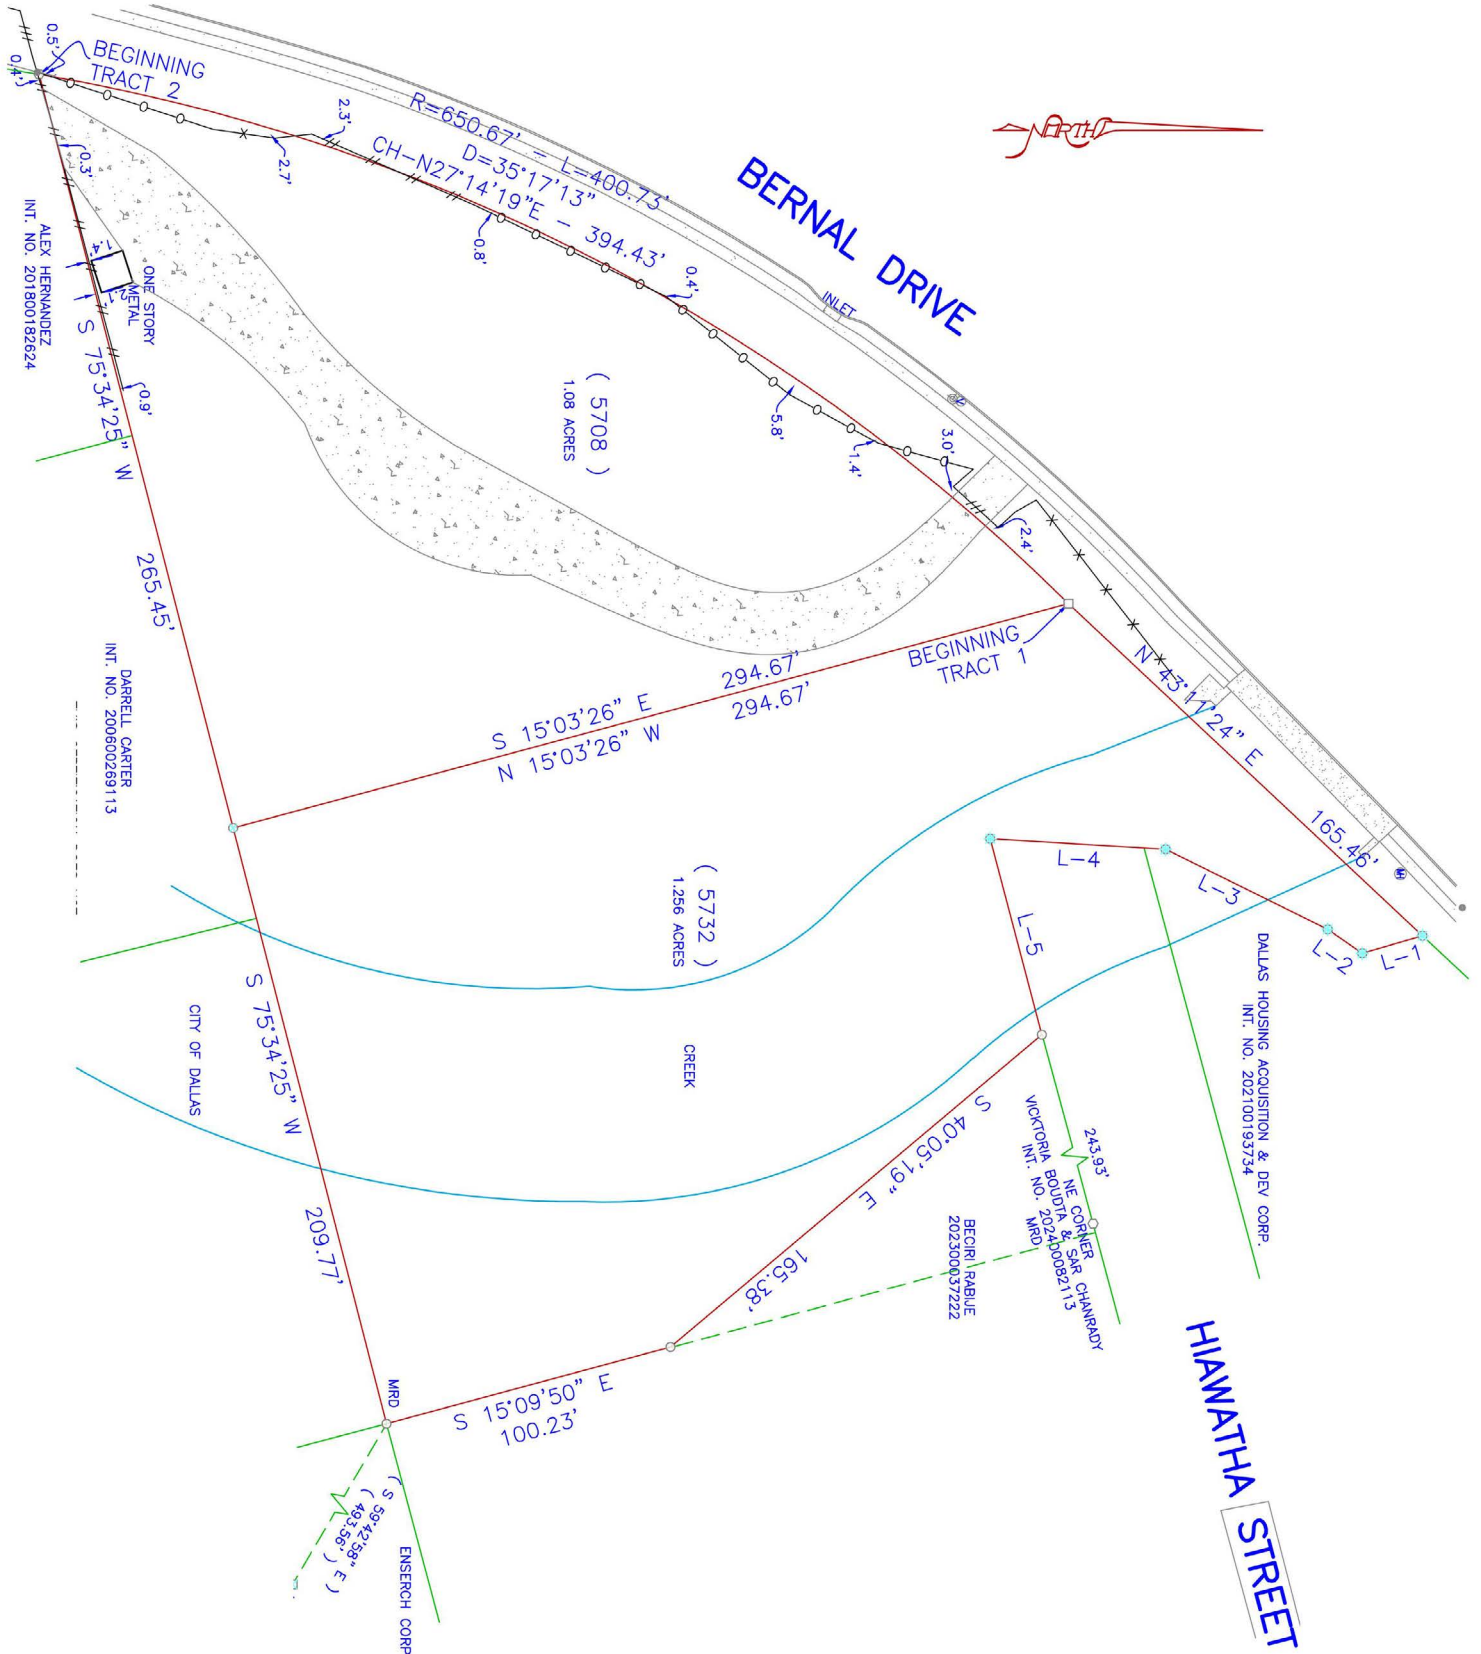 NORTH
BERNAL DRIVE
0.5'
0.4'
BEGINNING
TRACT 2
R=650.67' - L=400.73'
D=35°17'13"
CH-N27°14'19"E - 394.43'
2.3'
2.7'
0.3'
0.8'
0.4'
INLET
5.8'
1.4'
3.0'
2.4'
1.4'
ONE STORY
METAL
0.9'
ALEX HERNANDEZ
INT. NO. 201800182624
S 75°34'25" W
265.45'
( 5708 )
1.08 ACRES
BEGINNING
TRACT 1
N 43°11'24" E
165.46'
294.67'
S 15°03'26" E
294.67'
N 15°03'26" W
DARRELL CARTER
INT. NO. 200600269113
L-4
L-3
L-2
L-1
L-5
MH
( 5732 )
1.256 ACRES
CREEK
CITY OF DALLAS
S 75°34'25" W
209.77'
DALLAS HOUSING ACQUISITION & DEV CORP.
INT. NO. 202100193734
243.93'
NE CORNER
VICKTORIA BOUDTA & SAR CHANRADY
INT. NO. 202400082113
MRD
S 40°05'19" E
165.38'
BECIRI RABIJE
202300037222
S 15°09'50" E
100.23'
MRD
( S 59°42'58" E )
( 493.56' )
ENSERCH CORP
HIAWATHA STREET